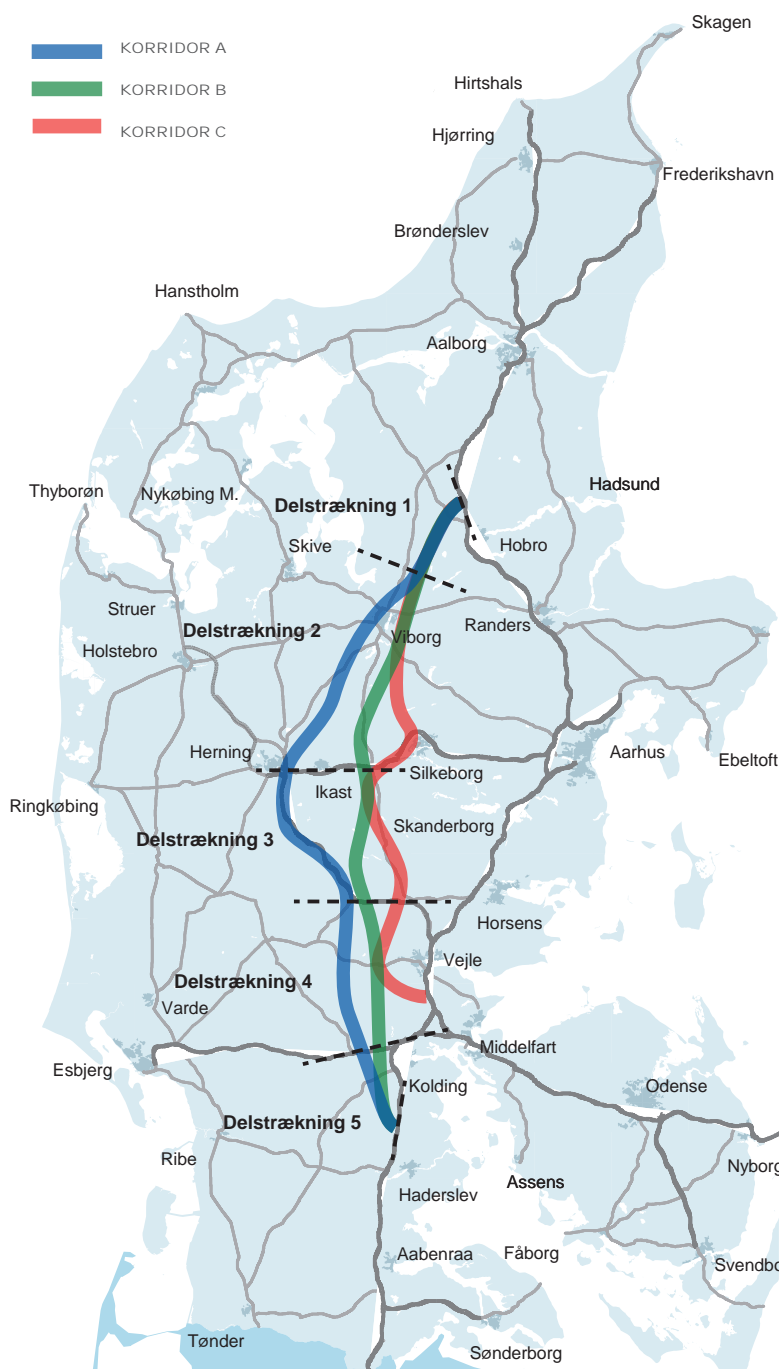 Skagen
KORRIDOR A
KORRIDOR B
KORRIDOR C
Hirtshals
Hjørring
Frederikshavn
Brønderslev
Hanstholm
Aalborg
Thyborøn
Nykøbing M.
Delstrækning 1
Hadsund
Skive
Hobro
Struer
Delstrækning 2
Viborg
Randers
Holstebro
Herning
Aarhus
Ebeltoft
Silkeborg
Ikast
Ringkøbing
Skanderborg
Delstrækning 3
Horsens
Vejle
Delstrækning 4
Varde
Middelfart
Esbjerg
Kolding
Odense
Delstrækning 5
Nyborg
Ribe
Haderslev
Assens
Aabenraa
Fåborg
Svendbo
Tønder
Sønderborg